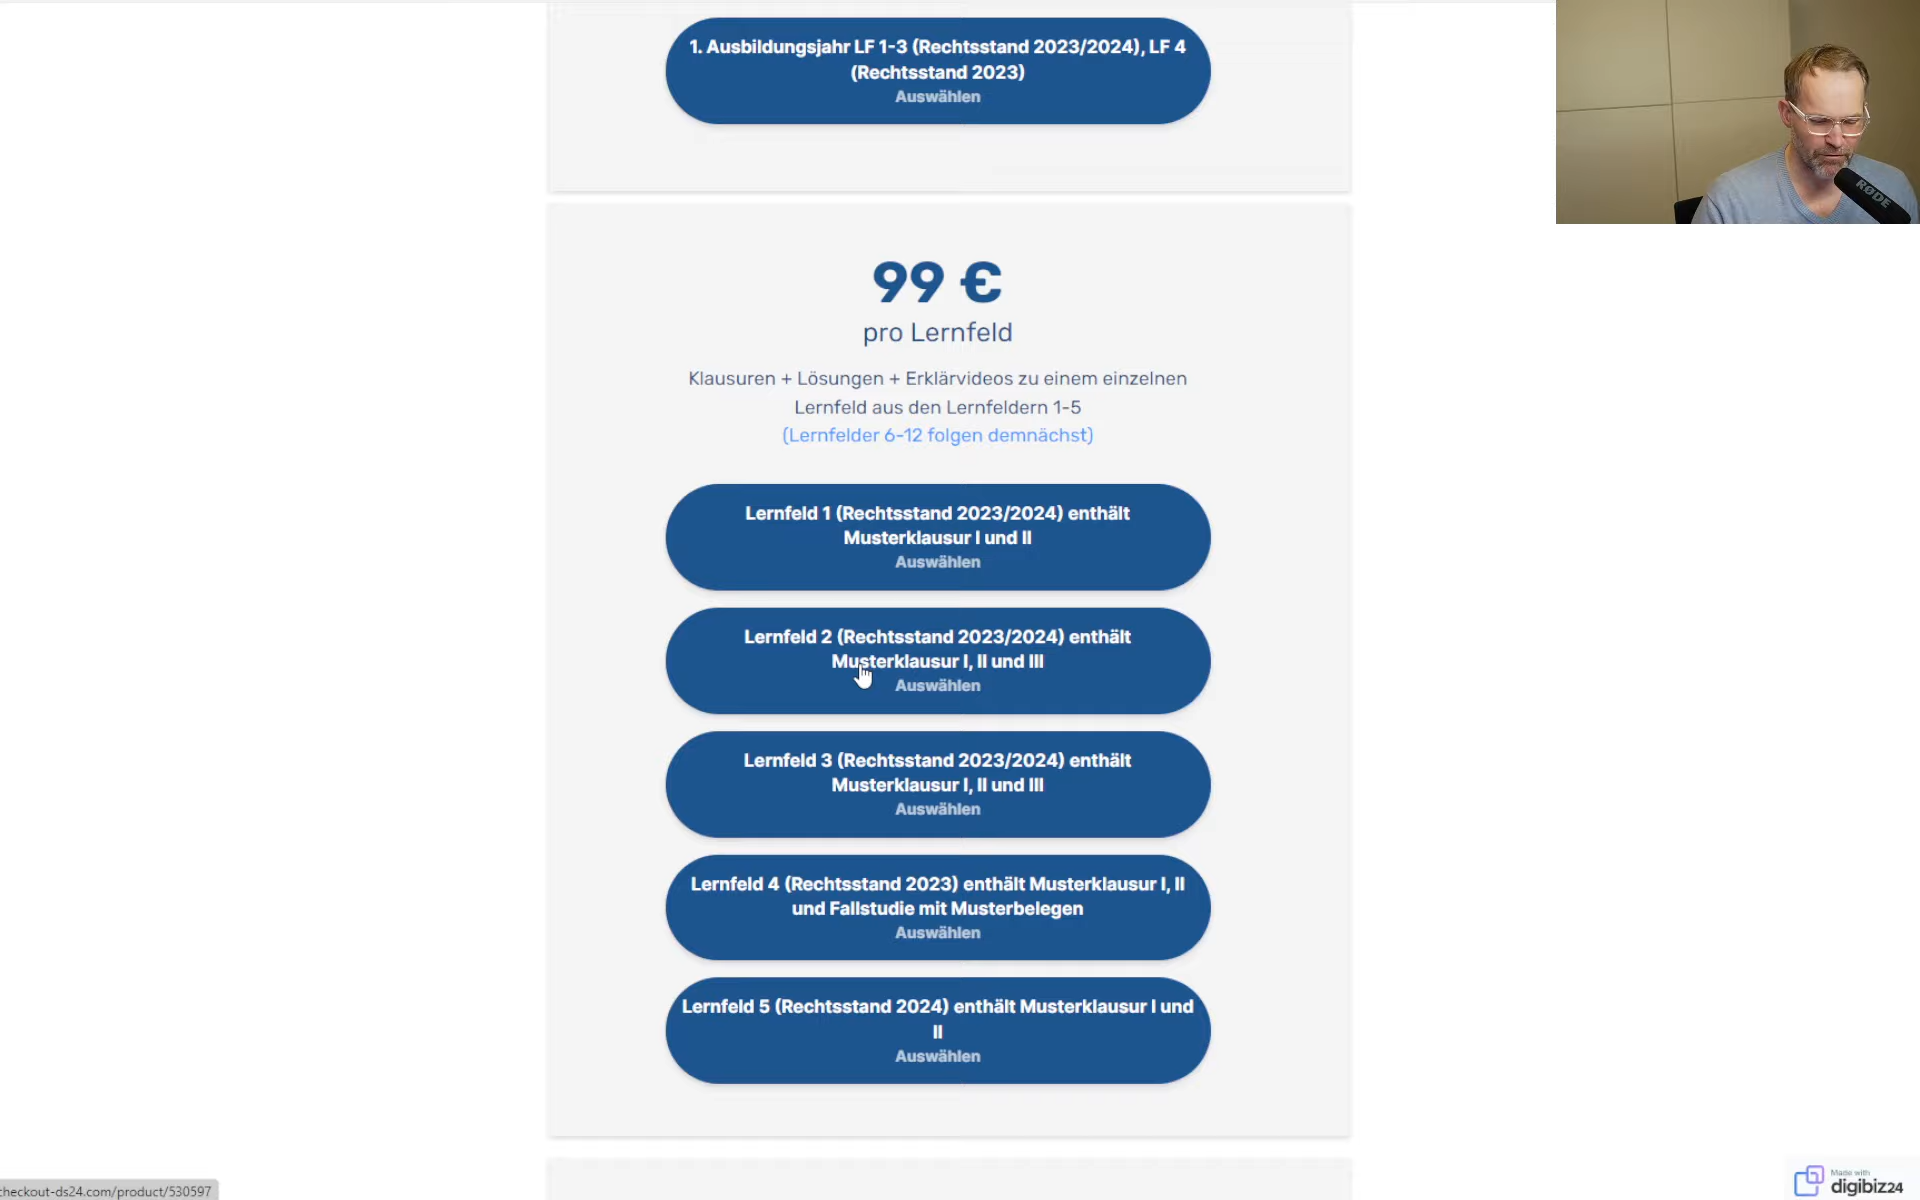 1. Ausbildungsjahr LF 1-3 (Rechtsstand 2023/2024), LF 4
(Rechtsstand 2023)
Auswählen
99 €
pro Lernfeld
Klausuren + Lösungen + Erklärvideos zu einem einzelnen
Lernfeld aus den Lernfeldern 1-5
(Lernfelder 6-12 folgen demnächst)
Lernfeld 1 (Rechtsstand 2023/2024) enthält
Musterklausur I und II
Auswählen
Lernfeld 2 (Rechtsstand 2023/2024) enthält
Musterklausur I, II und III
Auswählen
Lernfeld 3 (Rechtsstand 2023/2024) enthält
Musterklausur I, II und III
Auswählen
Lernfeld 4 (Rechtsstand 2023) enthält Musterklausur I, II
und Fallstudie mit Musterbelegen
Auswählen
Lernfeld 5 (Rechtsstand 2024) enthält Musterklausur I und
II
Auswählen
RØDE
checkout-ds24.com/product/530597
Made with
digibiz24